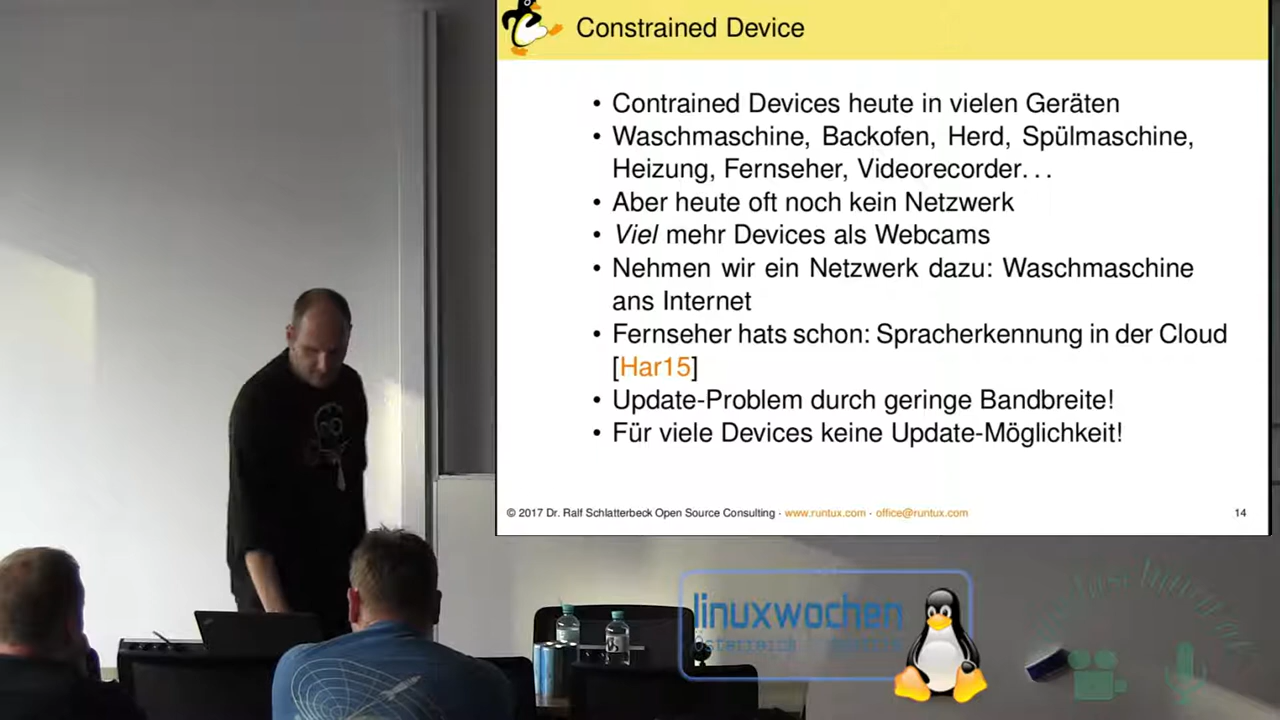 Constrained Device
• Contrained Devices heute in vielen Geräten
• Waschmaschine, Backofen, Herd, Spülmaschine,
Heizung, Fernseher, Videorecorder. . .
• Aber heute oft noch kein Netzwerk
• Viel mehr Devices als Webcams
• Nehmen wir ein Netzwerk dazu: Waschmaschine
ans Internet
• Fernseher hats schon: Spracherkennung in der Cloud
[Har15]
• Update-Problem durch geringe Bandbreite!
• Für viele Devices keine Update-Möglichkeit!
© 2017 Dr. Ralf Schlatterbeck Open Source Consulting · www.runtux.com · office@runtux.com 14
linuxwochen